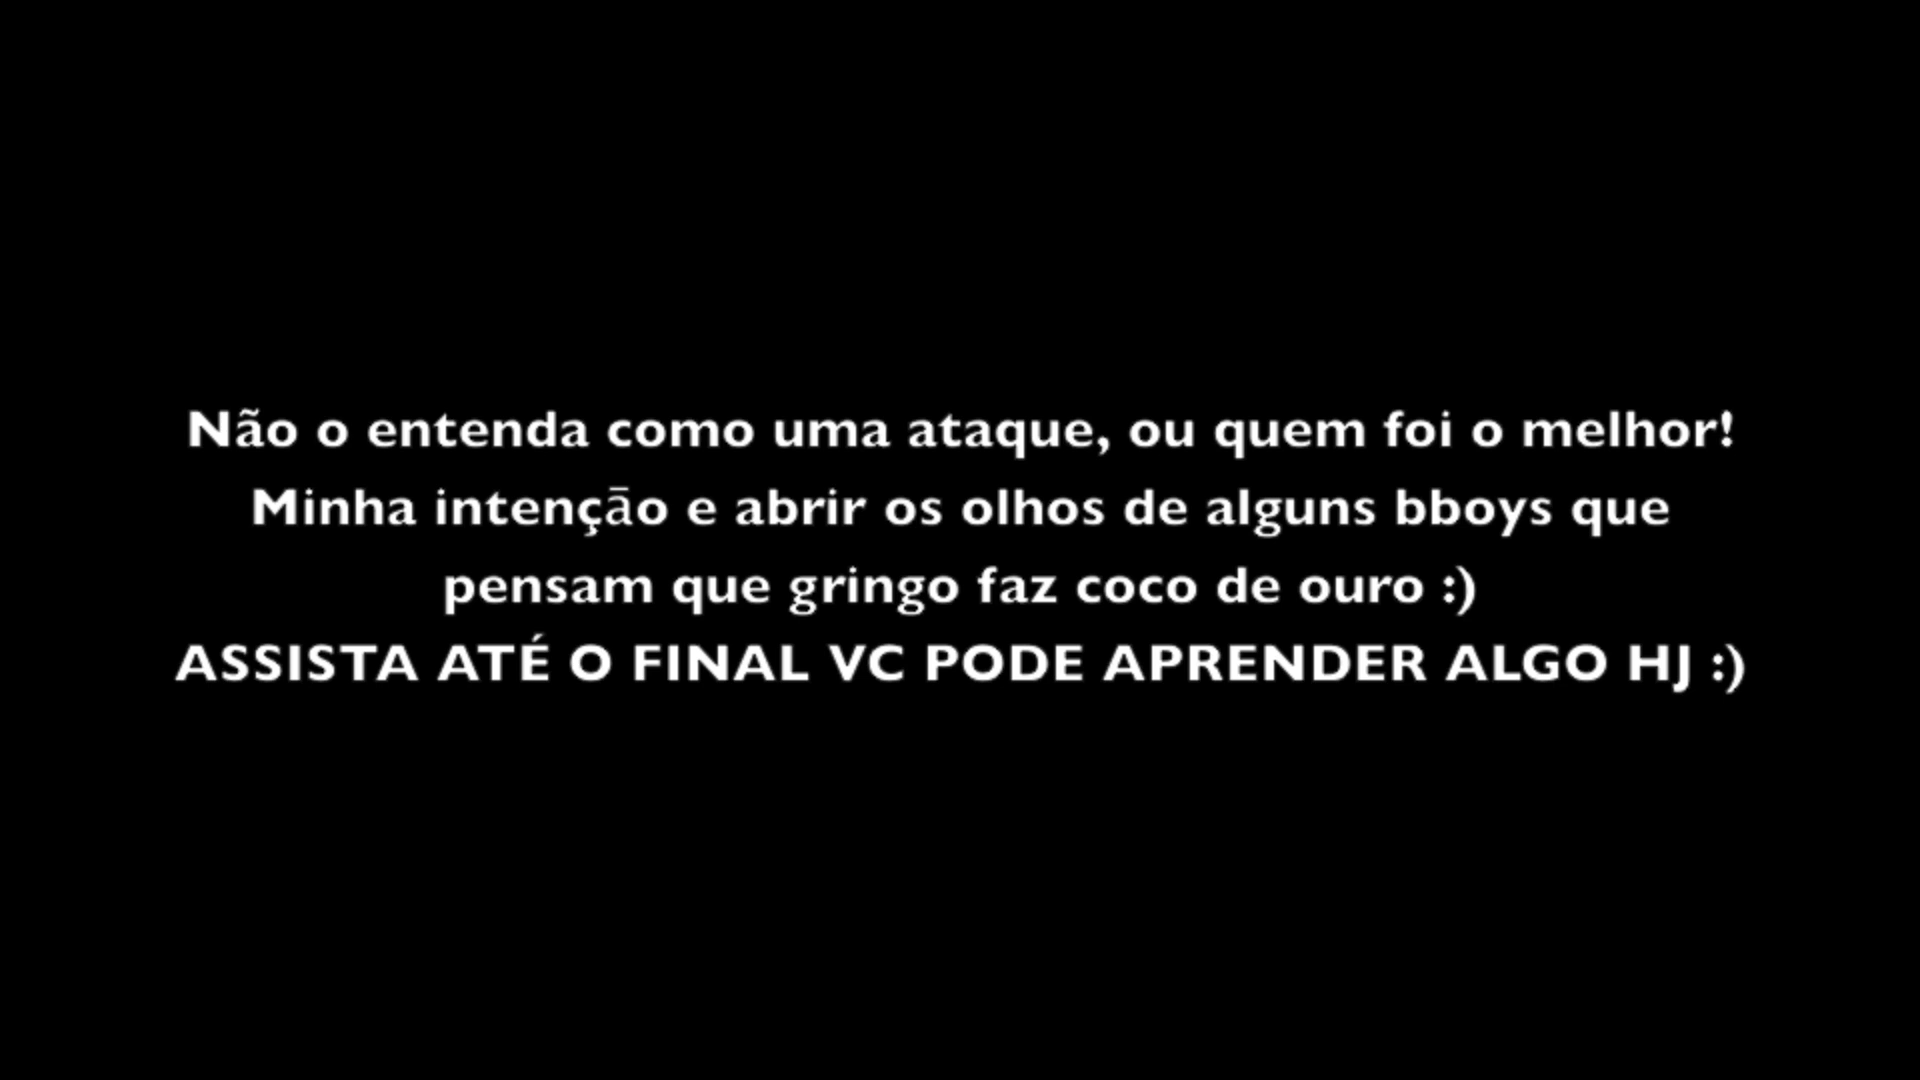 Não o entenda como uma ataque, ou quem foi o melhor!
Minha intençāo e abrir os olhos de alguns bboys que
pensam que gringo faz coco de ouro :)
ASSISTA ATÉ O FINAL VC PODE APRENDER ALGO HJ :)